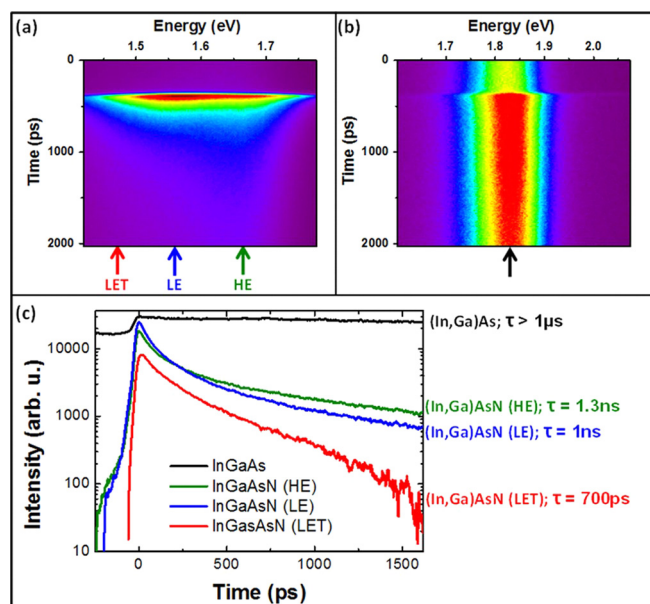 (a)
Energy (eV)
1.5 1.6 1.7
Time (ps)
0
1000
2000
LET LE HE
(b)
Energy (eV)
1.7 1.8 1.9 2.0
Time (ps)
0
1000
2000
(c)
Intensity (arb. u.)
10000
1000
100
10
InGaAs
InGaAsN (HE)
InGaAsN (LE)
InGasAsN (LET)
0 500 1000 1500
Time (ps)
(In,Ga)As; τ > 1µs
(In,Ga)AsN (HE); τ = 1.3ns
(In,Ga)AsN (LE); τ = 1ns
(In,Ga)AsN (LET); τ = 700ps